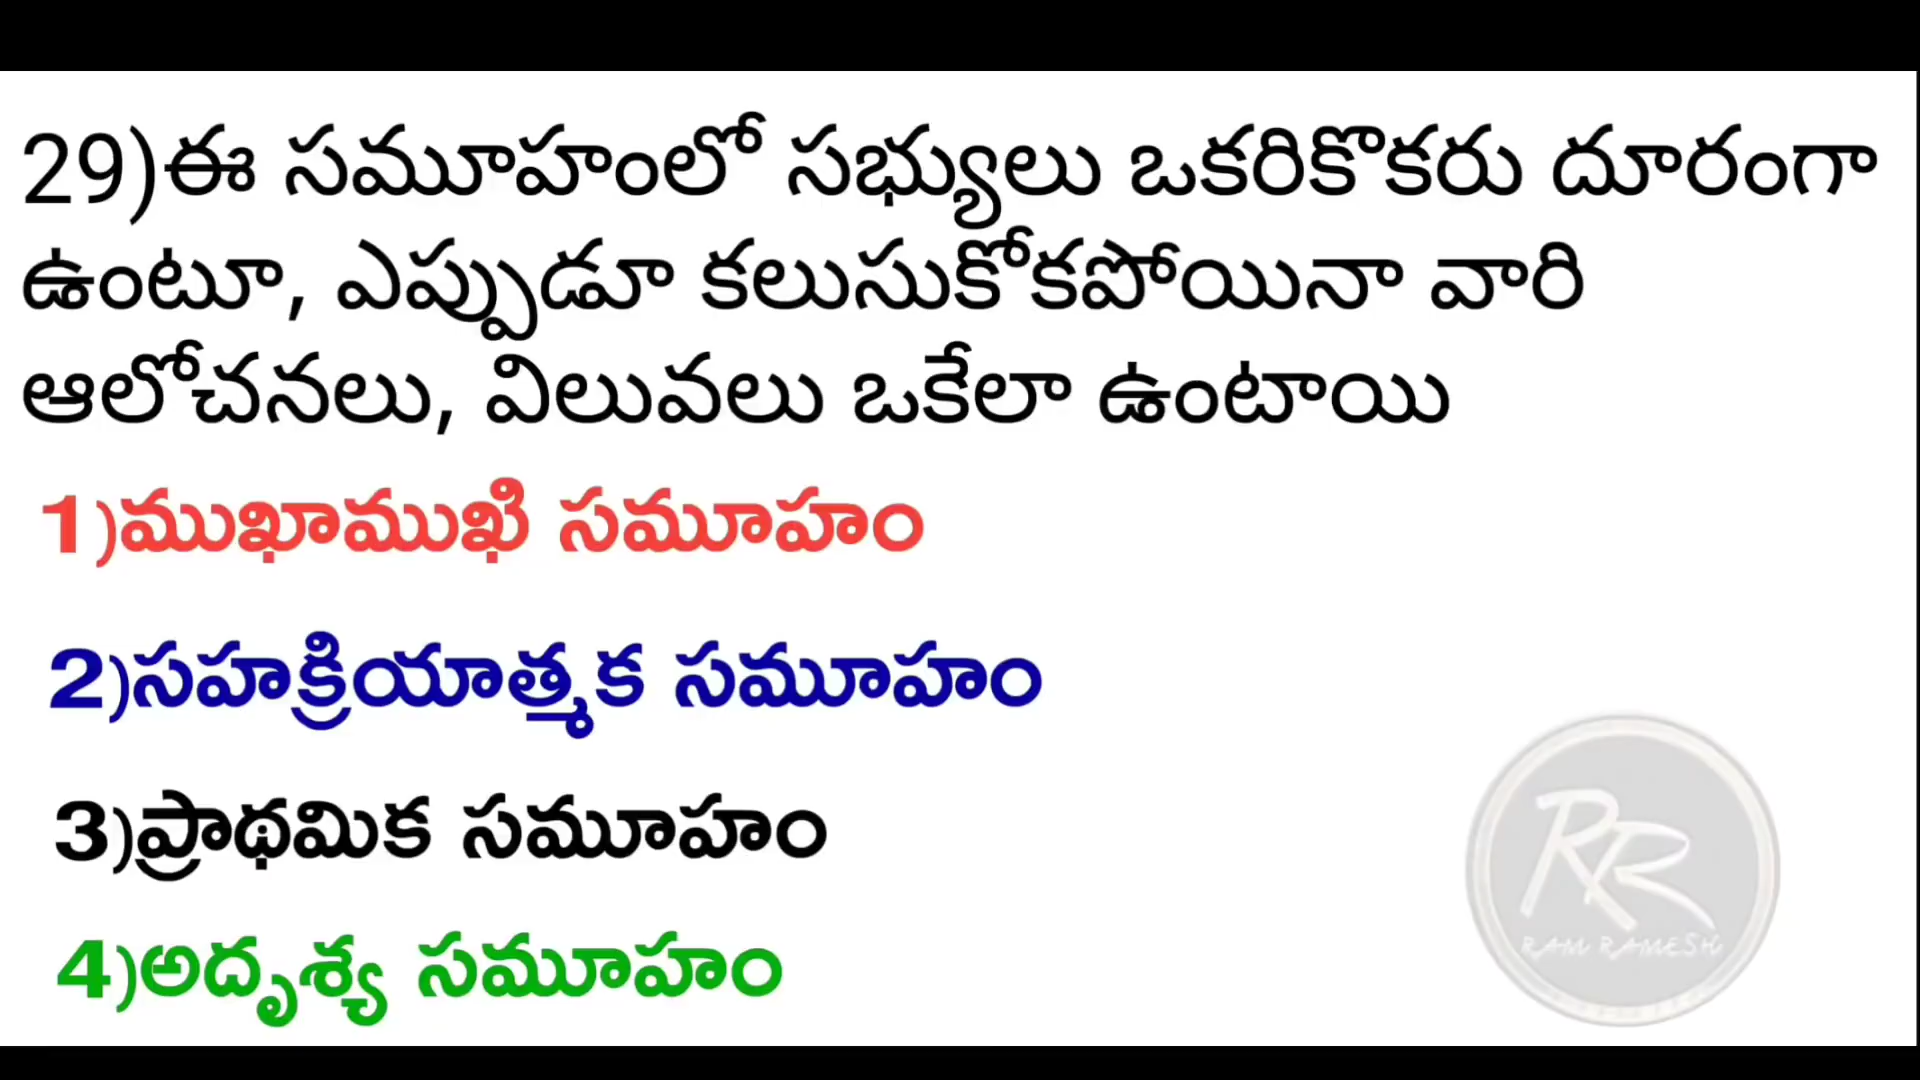 29)ఈ సమూహంలో సభ్యులు ఒకరికొకరు దూరంగా
ఉంటూ, ఎప్పుడూ కలుసుకోకపోయినా వారి
ఆలోచనలు, విలువలు ఒకేలా ఉంటాయి
1)ముఖాముఖి సమూహం
2)సహక్రియాత్మక సమూహం
3)ప్రాథమిక సమూహం
4)అదృశ్య సమూహం
RR
RAM RAMESH